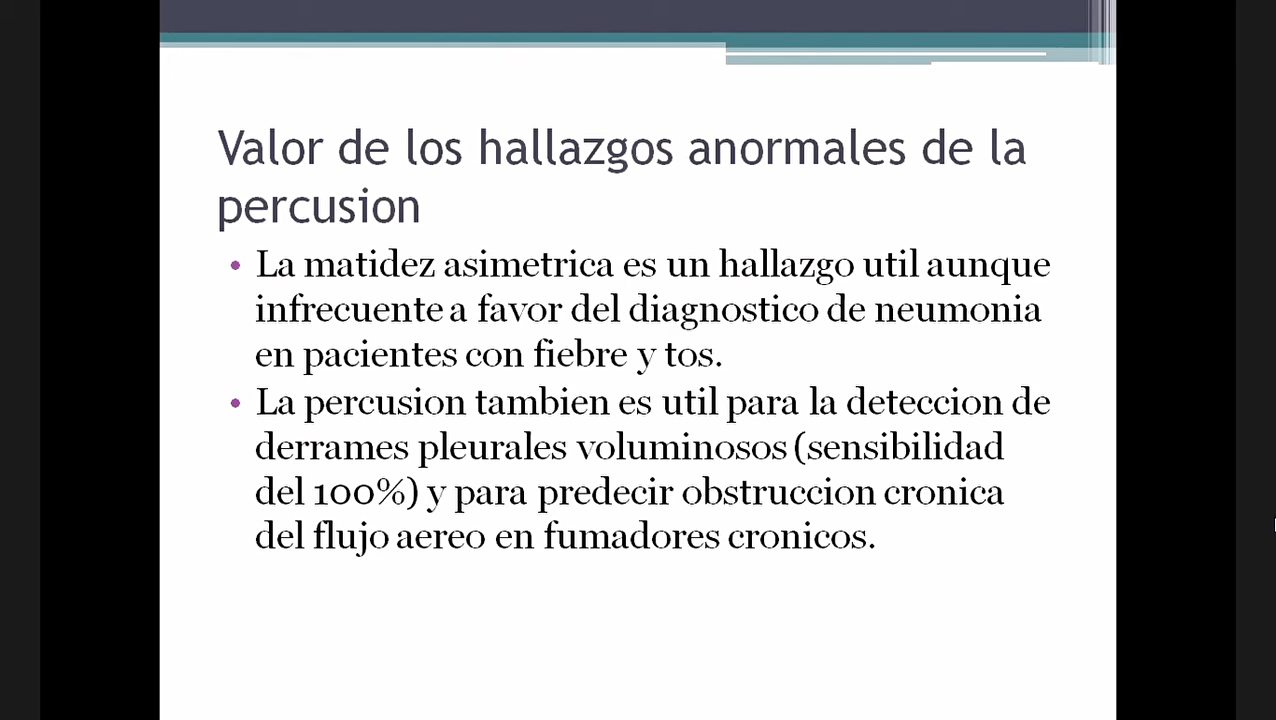 Valor de los hallazgos anormales de la
percusion
• La matidez asimetrica es un hallazgo util aunque
infrecuente a favor del diagnostico de neumonia
en pacientes con fiebre y tos.
• La percusion tambien es util para la deteccion de
derrames pleurales voluminosos (sensibilidad
del 100%) y para predecir obstruccion cronica
del flujo aereo en fumadores cronicos.